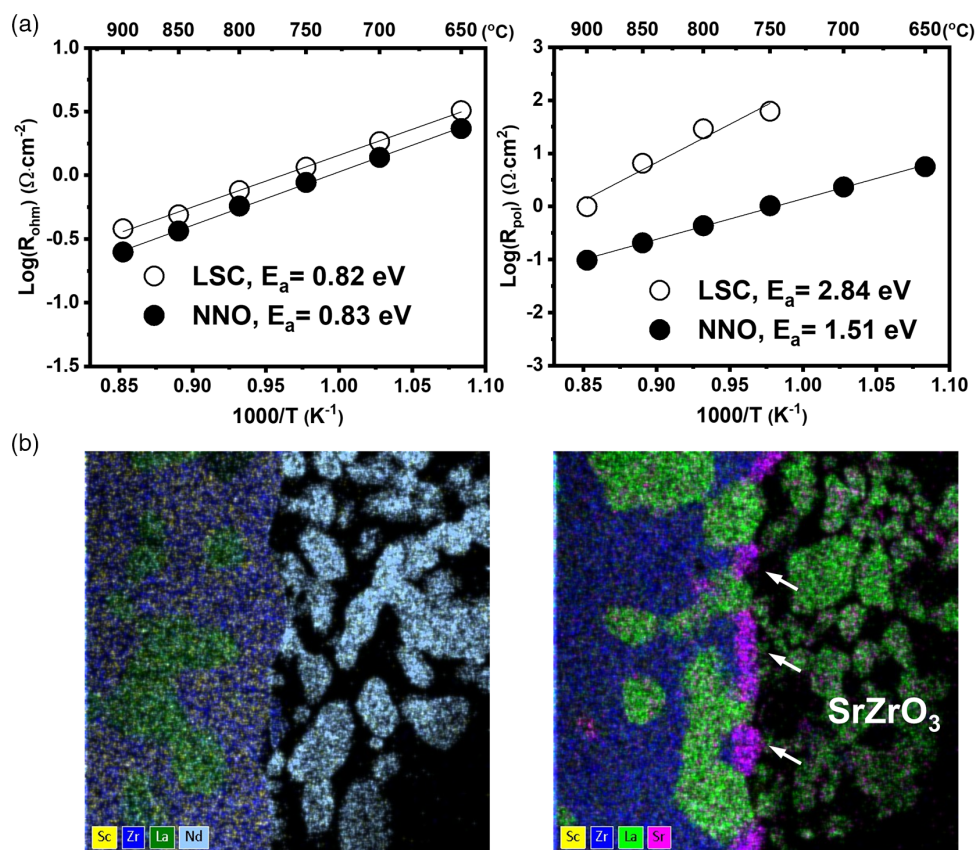 (a)
900 850 800 750 700 650 (°C)
1.0
0.5
0.0
-0.5
-1.0
-1.5
Log(R_ohm) (Ω·cm⁻²)
LSC, E_a= 0.82 eV
NNO, E_a= 0.83 eV
0.85 0.90 0.95 1.00 1.05 1.10
1000/T (K⁻¹)
900 850 800 750 700 650 (°C)
3
2
1
0
-1
-2
-3
Log(R_pol) (Ω·cm²)
LSC, E_a= 2.84 eV
NNO, E_a= 1.51 eV
0.85 0.90 0.95 1.00 1.05 1.10
1000/T (K⁻¹)
(b)
Sc Zr La Nd
SrZrO₃
Sc Zr La Sr